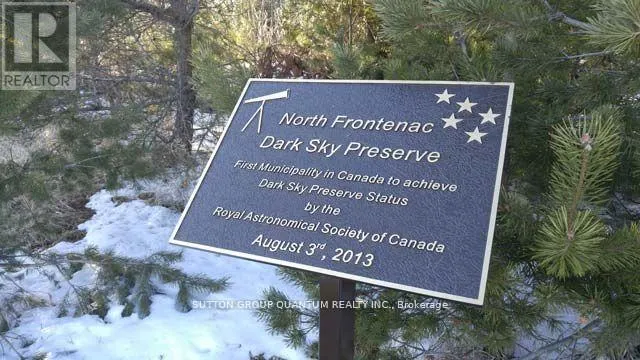 R
REALTOR
North Frontenac
Dark Sky Preserve
First Municipality in Canada to achieve
Dark Sky Preserve Status
by the
Royal Astronomical Society of Canada
August 3rd, 2013
SUTTON GROUP QUANTUM REALTY INC., Brokerage